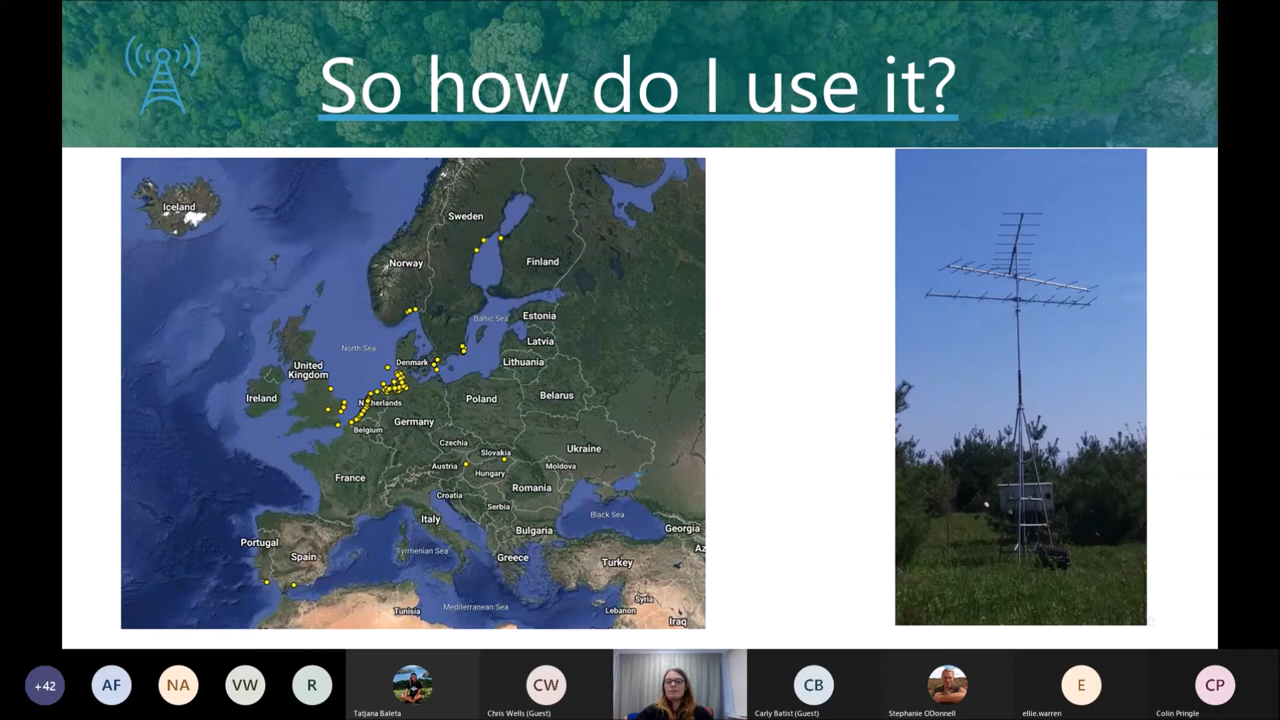 So how do I use it?
Iceland
Sweden
Norway
Finland
Baltic Sea
Estonia
Latvia
North Sea
Denmark
Lithuania
United
Kingdom
Ireland
Netherlands
Poland
Belarus
Germany
Belgium
Czechia
Slovakia
Ukraine
Austria
Hungary
Moldova
France
Croatia
Romania
Serbia
Italy
Black Sea
Bulgaria
Georgia
Portugal
Spain
Tyrrhenian Sea
Greece
Turkey
Az
Syria
Tunisia
Mediterranean Sea
Lebanon
Iraq
+42
AF
NA
VW
R
Tatjana Baleta
CW
Chris Wells (Guest)
CB
Carly Batist (Guest)
Stephanie ODonnell
E
ellie.warren
CP
Colin Pringle